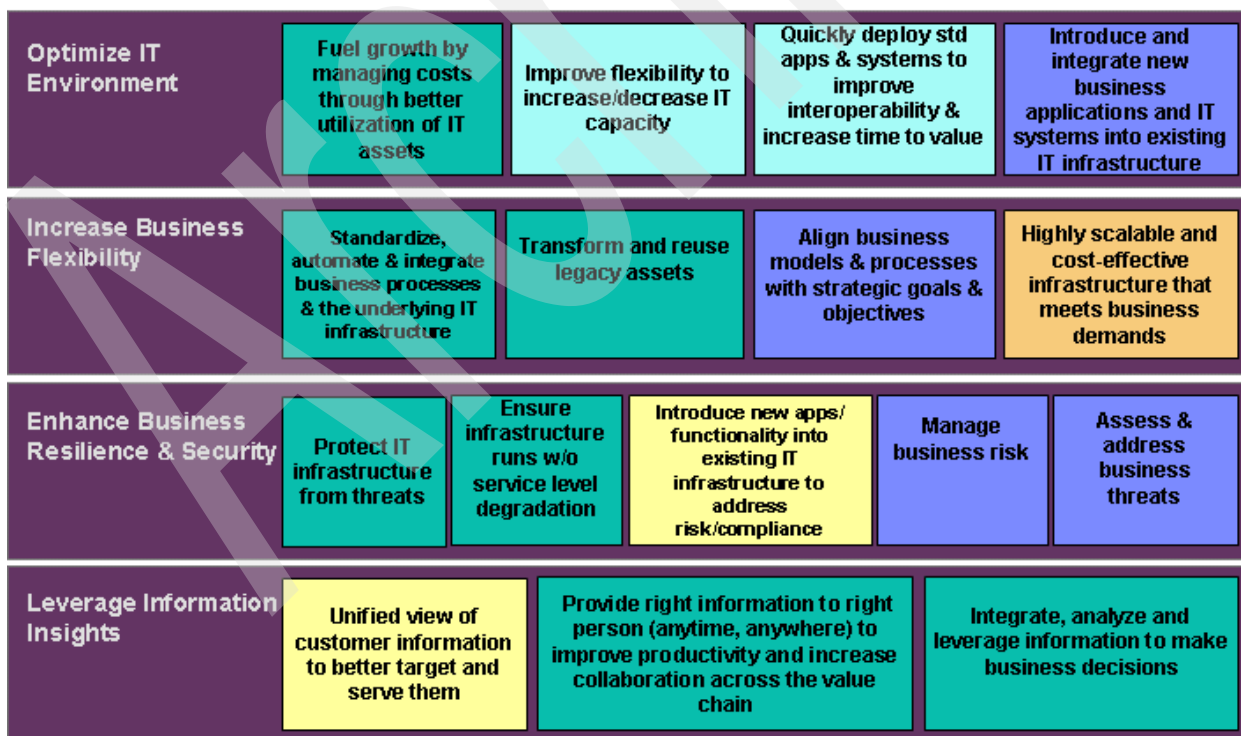 Optimize IT
Environment
Fuel growth by
managing costs
through better
utilization of IT
assets
Improve flexibility to
increase/decrease IT
capacity
Quickly deploy std
apps & systems to
improve
interoperability &
increase time to value
Introduce and
integrate new
business
applications and IT
systems into existing
IT infrastructure
Increase Business
Flexibility
Standardize,
automate & integrate
business processes
& the underlying IT
infrastructure
Transform and reuse
legacy assets
Align business
models & processes
with strategic goals &
objectives
Highly scalable and
cost-effective
infrastructure that
meets business
demands
Enhance Business
Resilience & Security
Protect IT
infrastructure
from threats
Ensure
infrastructure
runs w/o
service level
degradation
Introduce new apps/
functionality into
existing IT
infrastructure to
address
risk/compliance
Manage
business risk
Assess &
address
business
threats
Leverage Information
Insights
Unified view of
customer information
to better target and
serve them
Provide right information to right
person (anytime, anywhere) to
improve productivity and increase
collaboration across the value
chain
Integrate, analyze and
leverage information to make
business decisions